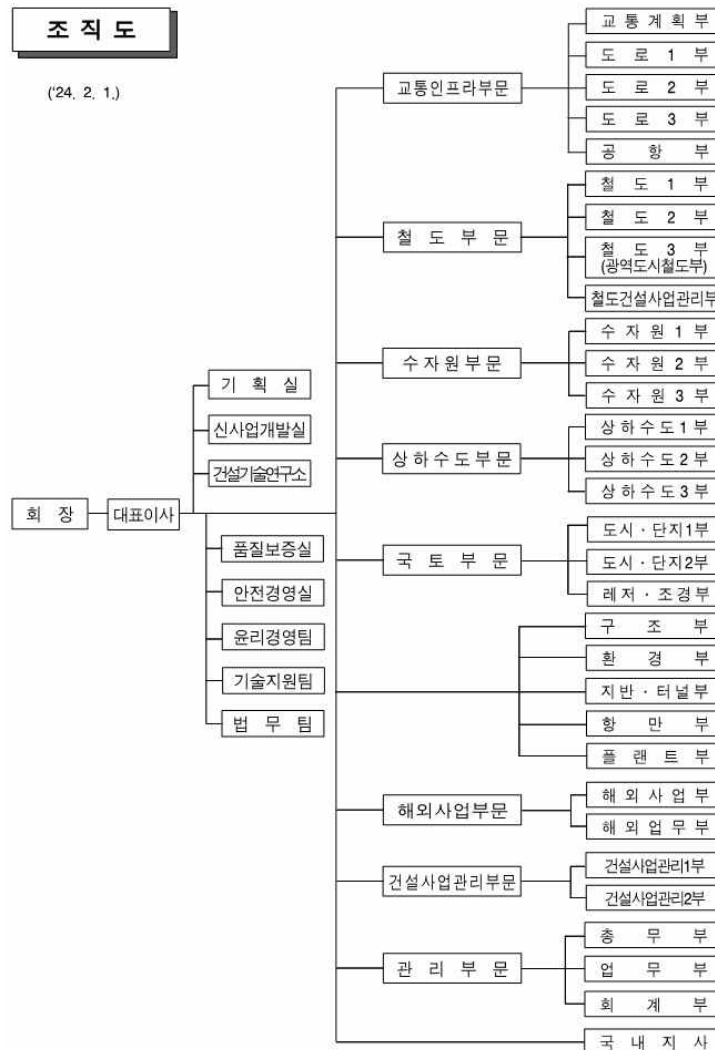 조 직 도
('24. 2. 1.)
회 장
대표이사
기 획 실
신사업개발실
건설기술연구소
품질보증실
안전경영실
윤리경영팀
기술지원팀
법 무 팀
교통인프라부문
교 통 계 획 부
도 로 1 부
도 로 2 부
도 로 3 부
공 항 부
철 도 부 문
철 도 1 부
철 도 2 부
철 도 3 부
(광역도시철도부)
철도건설사업관리부
수 자 원 부 문
수 자 원 1 부
수 자 원 2 부
수 자 원 3 부
상 하 수 도 부 문
상 하 수 도 1 부
상 하 수 도 2 부
상 하 수 도 3 부
국 토 부 문
도시 · 단지1부
도시 · 단지2부
레저 · 조경부
구 조 부
환 경 부
지반 · 터널부
항 만 부
플 랜 트 부
해외사업부문
해 외 사 업 부
해 외 업 무 부
건설사업관리부문
건설사업관리1부
건설사업관리2부
관 리 부 문
총 무 부
업 무 부
회 계 부
국 내 지 사